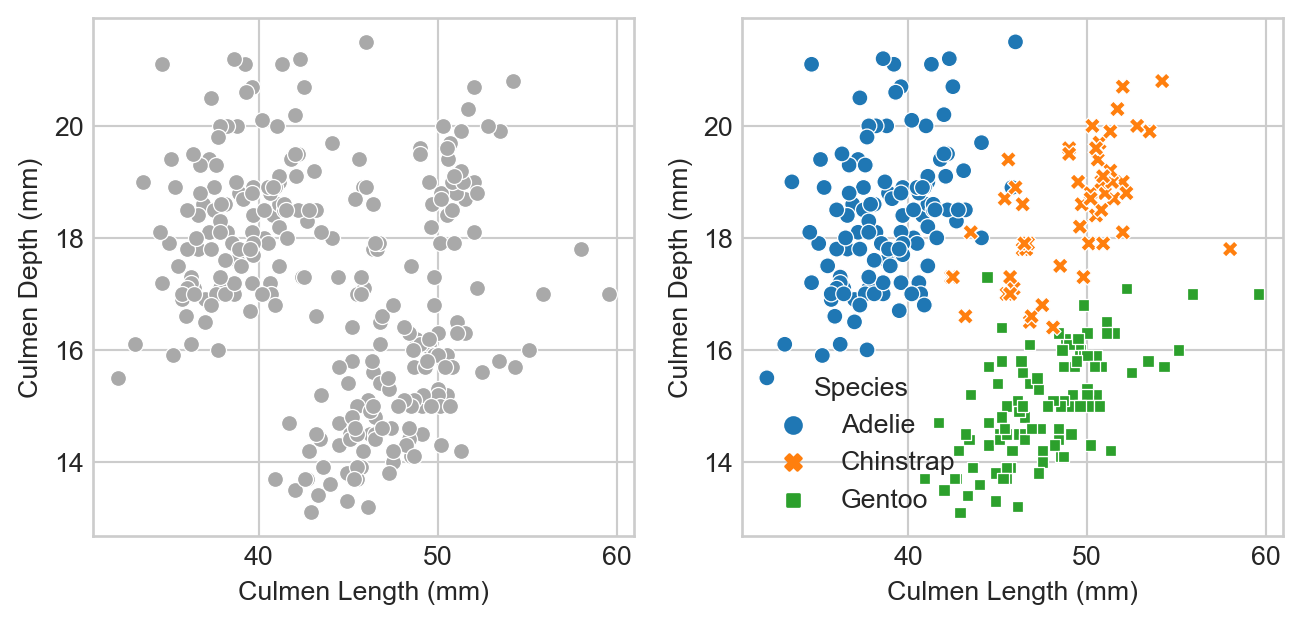 20
18
16
14
40
50
60
Culmen Depth (mm)
Culmen Length (mm)
20
18
16
14
40
50
60
Culmen Depth (mm)
Culmen Length (mm)
Species
Adelie
Chinstrap
Gentoo